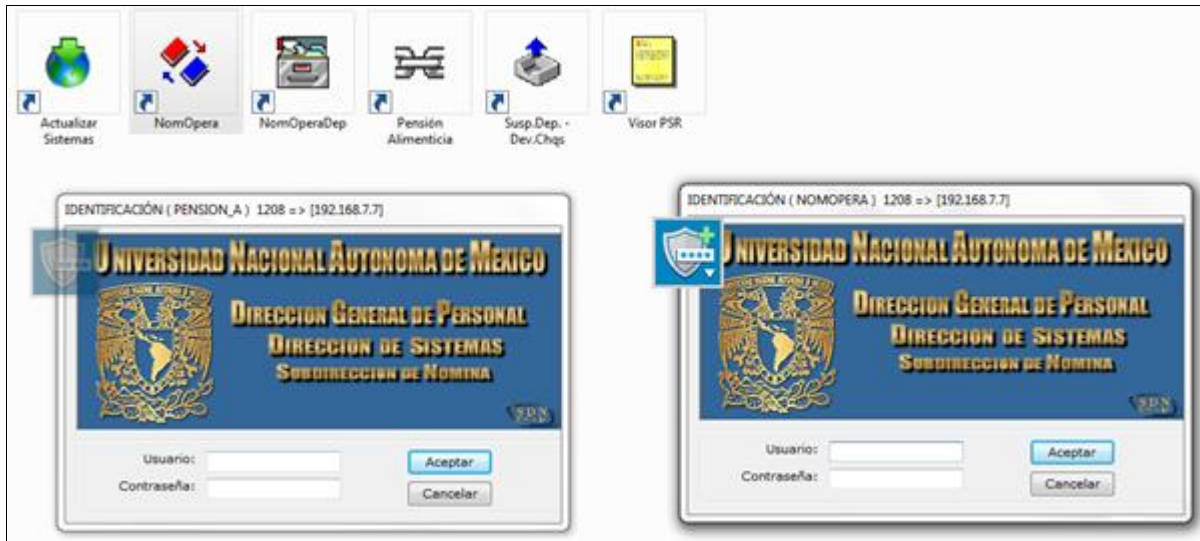 Actualizar
Sistemas
NomOpera
NomOperaDep
Pensión
Alimenticia
Susp.Dep. -
Dev.Chqs
Visor PSR
IDENTIFICACIÓN ( PENSION_A ) 1208 => [192.168.7.7]
UNIVERSIDAD NACIONAL AUTONOMA DE MEXICO
DIRECCION GENERAL DE PERSONAL
DIRECCION DE SISTEMAS
SUBDIRECCION DE NOMINA
SDN
Usuario:
Contraseña:
Aceptar
Cancelar
IDENTIFICACIÓN ( NOMOPERA ) 1208 => [192.168.7.7]
UNIVERSIDAD NACIONAL AUTONOMA DE MEXICO
DIRECCION GENERAL DE PERSONAL
DIRECCION DE SISTEMAS
SUBDIRECCION DE NOMINA
SDN
Usuario:
Contraseña:
Aceptar
Cancelar